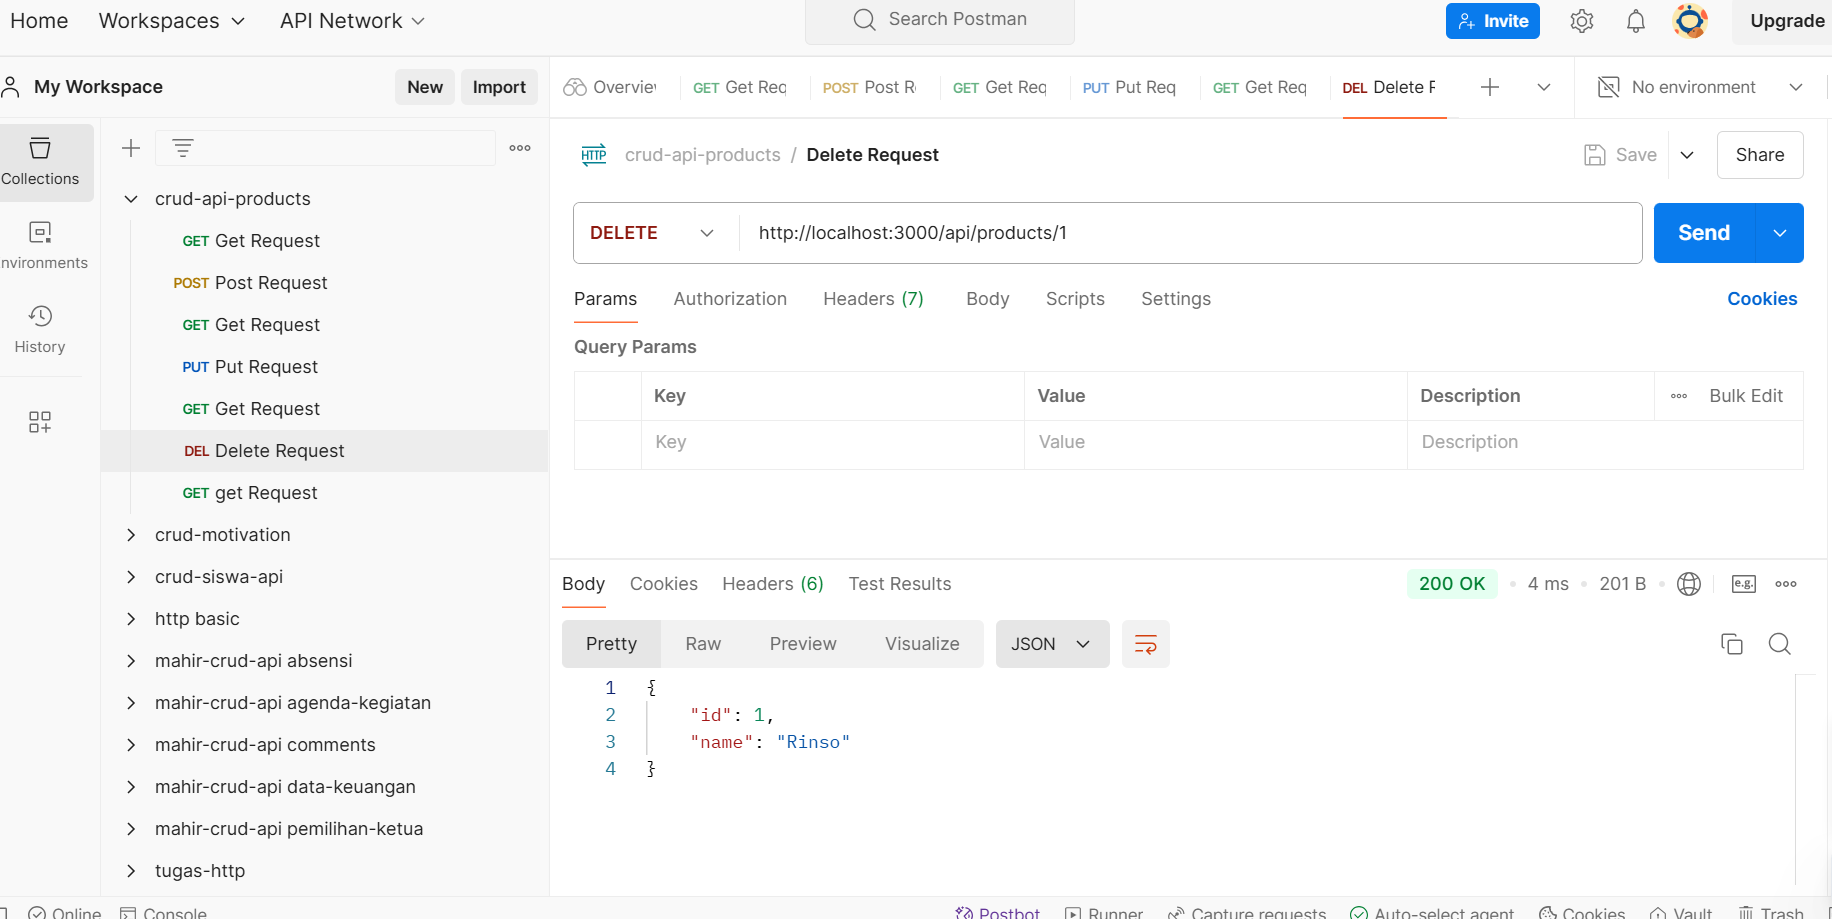 Home Workspaces API Network Search Postman Invite Upgrade
My Workspace New Import Overview GET Get Req POST Post R GET Get Req PUT Put Req GET Get Req DEL Delete R No environment
Collections
nvironments
History
crud-api-products
GET Get Request
POST Post Request
GET Get Request
PUT Put Request
GET Get Request
DEL Delete Request
GET get Request
crud-motivation
crud-siswa-api
http basic
mahir-crud-api absensi
mahir-crud-api agenda-kegiatan
mahir-crud-api comments
mahir-crud-api data-keuangan
mahir-crud-api pemilihan-ketua
tugas-http
HTTP crud-api-products / Delete Request Save Share
DELETE http://localhost:3000/api/products/1 Send
Params Authorization Headers (7) Body Scripts Settings Cookies
Query Params
Key Value Description Bulk Edit
Key Value Description
Body Cookies Headers (6) Test Results 200 OK 4 ms 201 B e.g.
Pretty Raw Preview Visualize JSON
1 {
2 "id": 1,
3 "name": "Rinso"
4 }
Online Console Postbot Runner Capture requests Auto-select agent Cookies Vault Trash